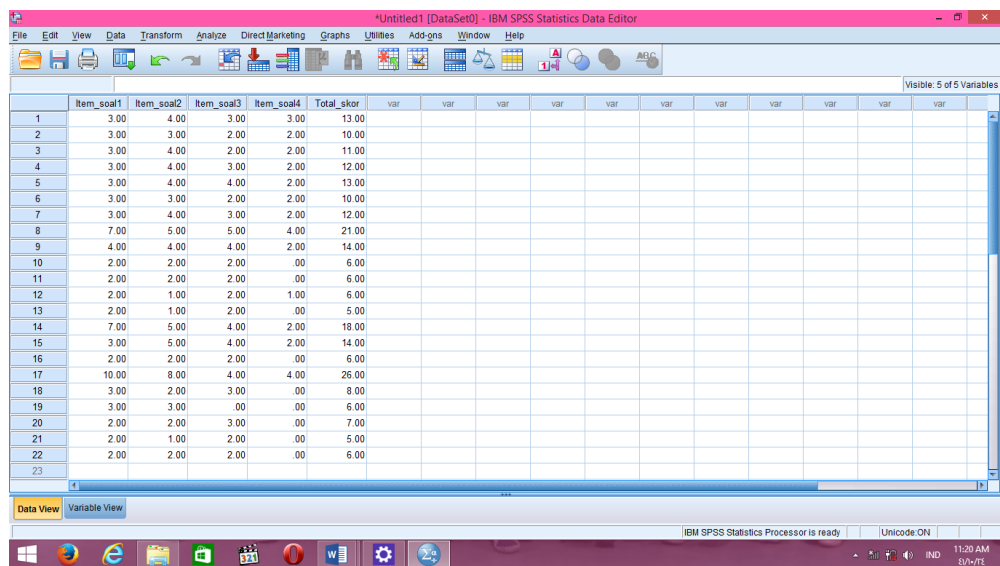 *Untitled1 [DataSet0] - IBM SPSS Statistics Data Editor
File Edit View Data Transform Analyze Direct Marketing Graphs Utilities Add-ons Window Help
Visible: 5 of 5 Variables
Item_soal1 Item_soal2 Item_soal3 Item_soal4 Total_skor var var var var var var var var var var
1 3.00 4.00 3.00 3.00 13.00
2 3.00 3.00 2.00 2.00 10.00
3 3.00 4.00 2.00 2.00 11.00
4 3.00 4.00 3.00 2.00 12.00
5 3.00 4.00 4.00 2.00 13.00
6 3.00 3.00 2.00 2.00 10.00
7 3.00 4.00 3.00 2.00 12.00
8 7.00 5.00 5.00 4.00 21.00
9 4.00 4.00 4.00 2.00 14.00
10 2.00 2.00 2.00 .00 6.00
11 2.00 2.00 2.00 .00 6.00
12 2.00 1.00 2.00 1.00 6.00
13 2.00 1.00 2.00 .00 5.00
14 7.00 5.00 4.00 2.00 18.00
15 3.00 5.00 4.00 2.00 14.00
16 2.00 2.00 2.00 .00 6.00
17 10.00 8.00 4.00 4.00 26.00
18 3.00 2.00 3.00 .00 8.00
19 3.00 3.00 .00 .00 6.00
20 2.00 2.00 3.00 .00 7.00
21 2.00 1.00 2.00 .00 5.00
22 2.00 2.00 2.00 .00 6.00
23
Data View Variable View
IBM SPSS Statistics Processor is ready Unicode:ON
IND 11:20 AM